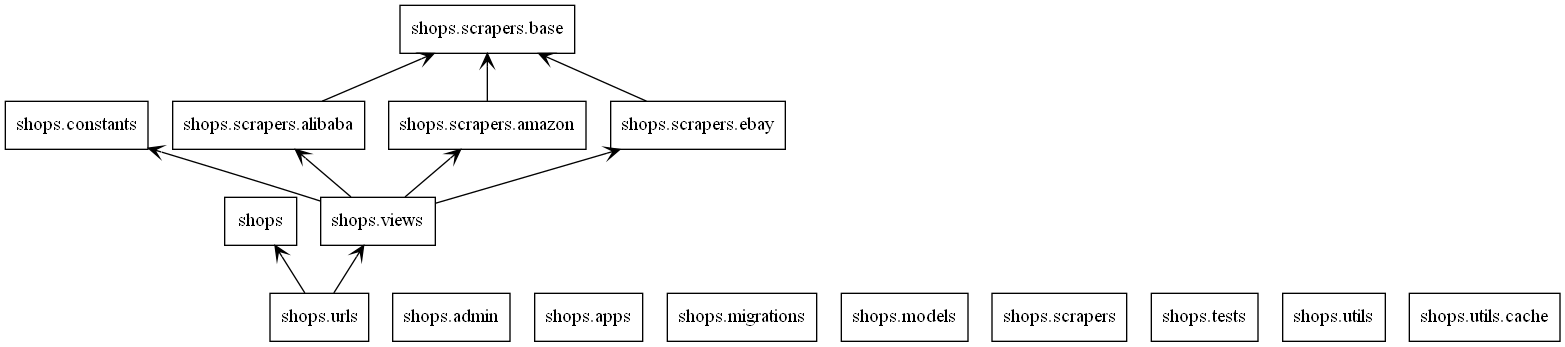 shops.scrapers.base
shops.constants
shops.scrapers.alibaba
shops.scrapers.amazon
shops.scrapers.ebay
shops
shops.views
shops.urls
shops.admin
shops.apps
shops.migrations
shops.models
shops.scrapers
shops.tests
shops.utils
shops.utils.cache